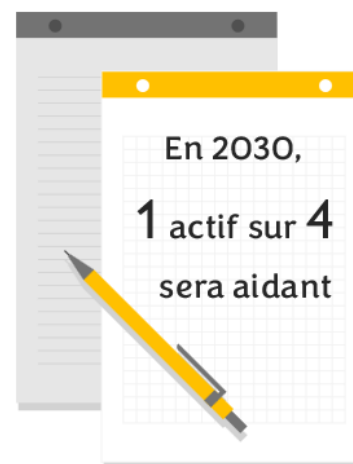 En 2030,
1 actif sur 4
sera aidant